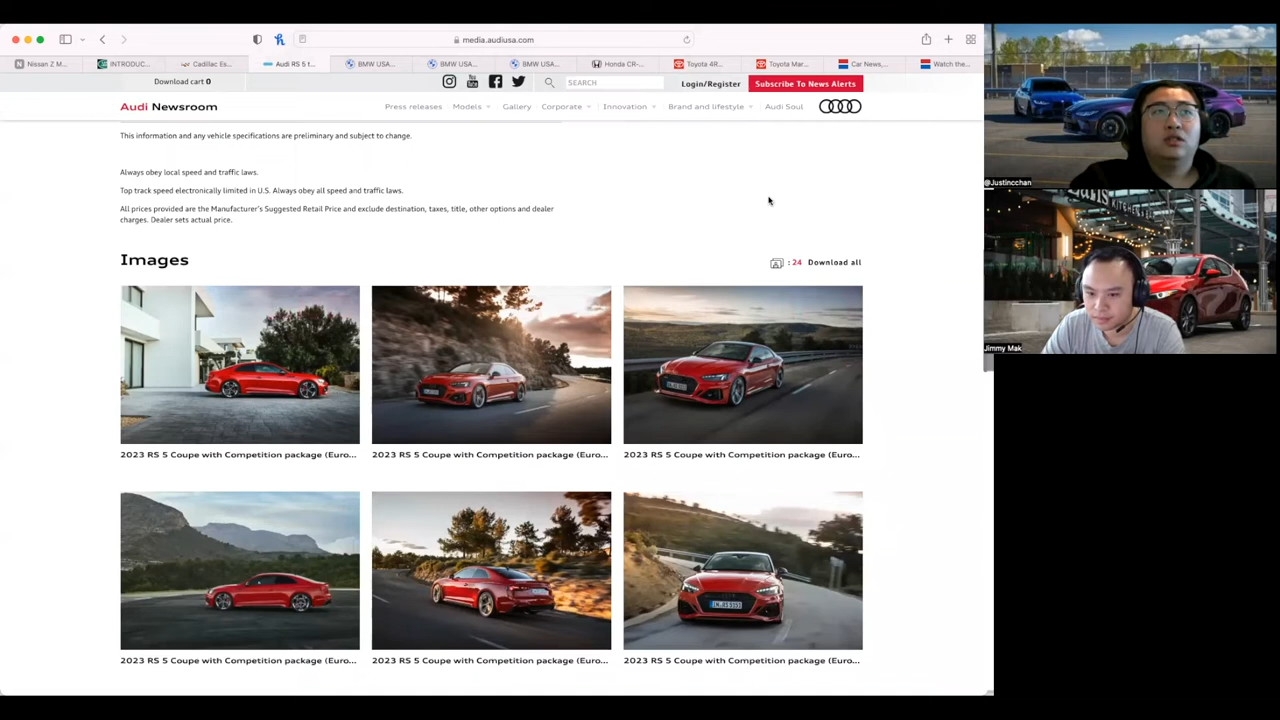 media.audiusa.com
Nissan Z M...
INTRODUC...
Cadillac Es...
Audi RS 5 t...
BMW USA...
BMW USA...
BMW USA...
Honda CR-...
Toyota 4R...
Toyota Mar...
Car News,...
Watch the...
Download cart 0
SEARCH
Login/Register
Subscribe To News Alerts
Audi Newsroom
Press releases
Models
Gallery
Corporate
Innovation
Brand and lifestyle
Audi Soul
This information and any vehicle specifications are preliminary and subject to change.
Always obey local speed and traffic laws.
Top track speed electronically limited in U.S. Always obey all speed and traffic laws.
All prices provided are the Manufacturer's Suggested Retail Price and exclude destination, taxes, title, other options and dealer
charges. Dealer sets actual price.
Images
: 24 Download all
2023 RS 5 Coupe with Competition package (Euro...
2023 RS 5 Coupe with Competition package (Euro...
2023 RS 5 Coupe with Competition package (Euro...
2023 RS 5 Coupe with Competition package (Euro...
2023 RS 5 Coupe with Competition package (Euro...
2023 RS 5 Coupe with Competition package (Euro...
@Justincchan
Jimmy Mak